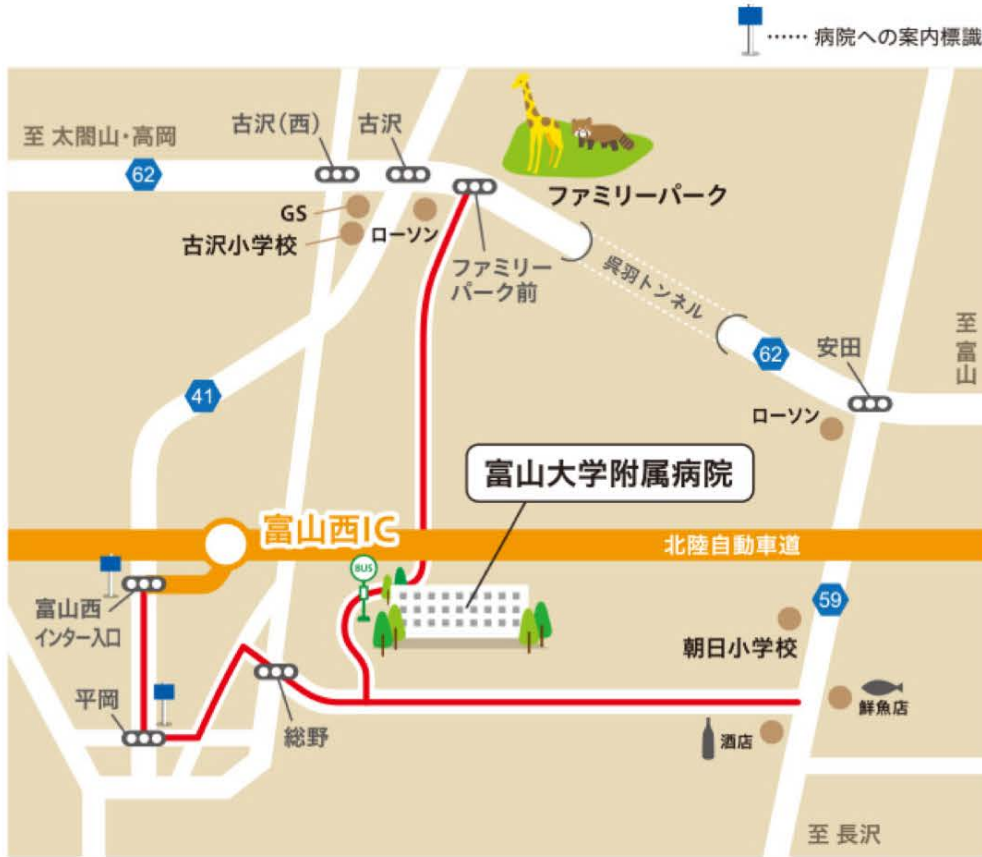 …… 病院への案内標識
至 太閤山・高岡
古沢(西)
古沢
62
GS
古沢小学校
ローソン
ファミリーパーク
ファミリー
パーク前
呉羽トンネル
62
安田
至 富山
ローソン
41
富山大学附属病院
富山西IC
北陸自動車道
BUS
富山西
インター入口
59
朝日小学校
平岡
総野
鮮魚店
酒店
至 長沢